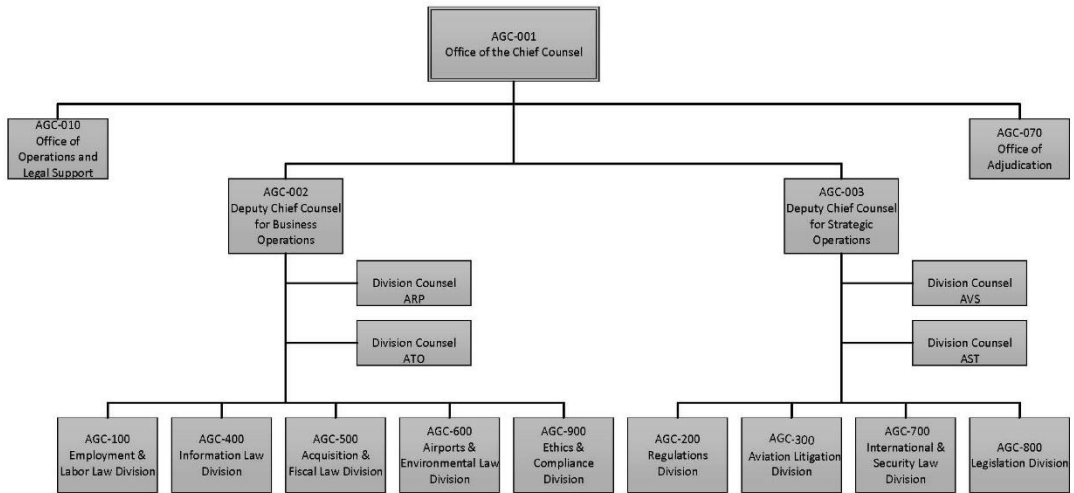 AGC-001
Office of the Chief Counsel
AGC-010
Office of
Operations and
Legal Support
AGC-070
Office of
Adjudication
AGC-002
Deputy Chief Counsel
for Business
Operations
AGC-003
Deputy Chief Counsel
for Strategic
Operations
Division Counsel
ARP
Division Counsel
AVS
Division Counsel
ATO
Division Counsel
AST
AGC-100
Employment &
Labor Law Division
AGC-400
Information Law
Division
AGC-500
Acquisition &
Fiscal Law Division
AGC-600
Airports &
Environmental Law
Division
AGC-900
Ethics &
Compliance
Division
AGC-200
Regulations
Division
AGC-300
Aviation Litigation
Division
AGC-700
International &
Security Law
Division
AGC-800
Legislation Division